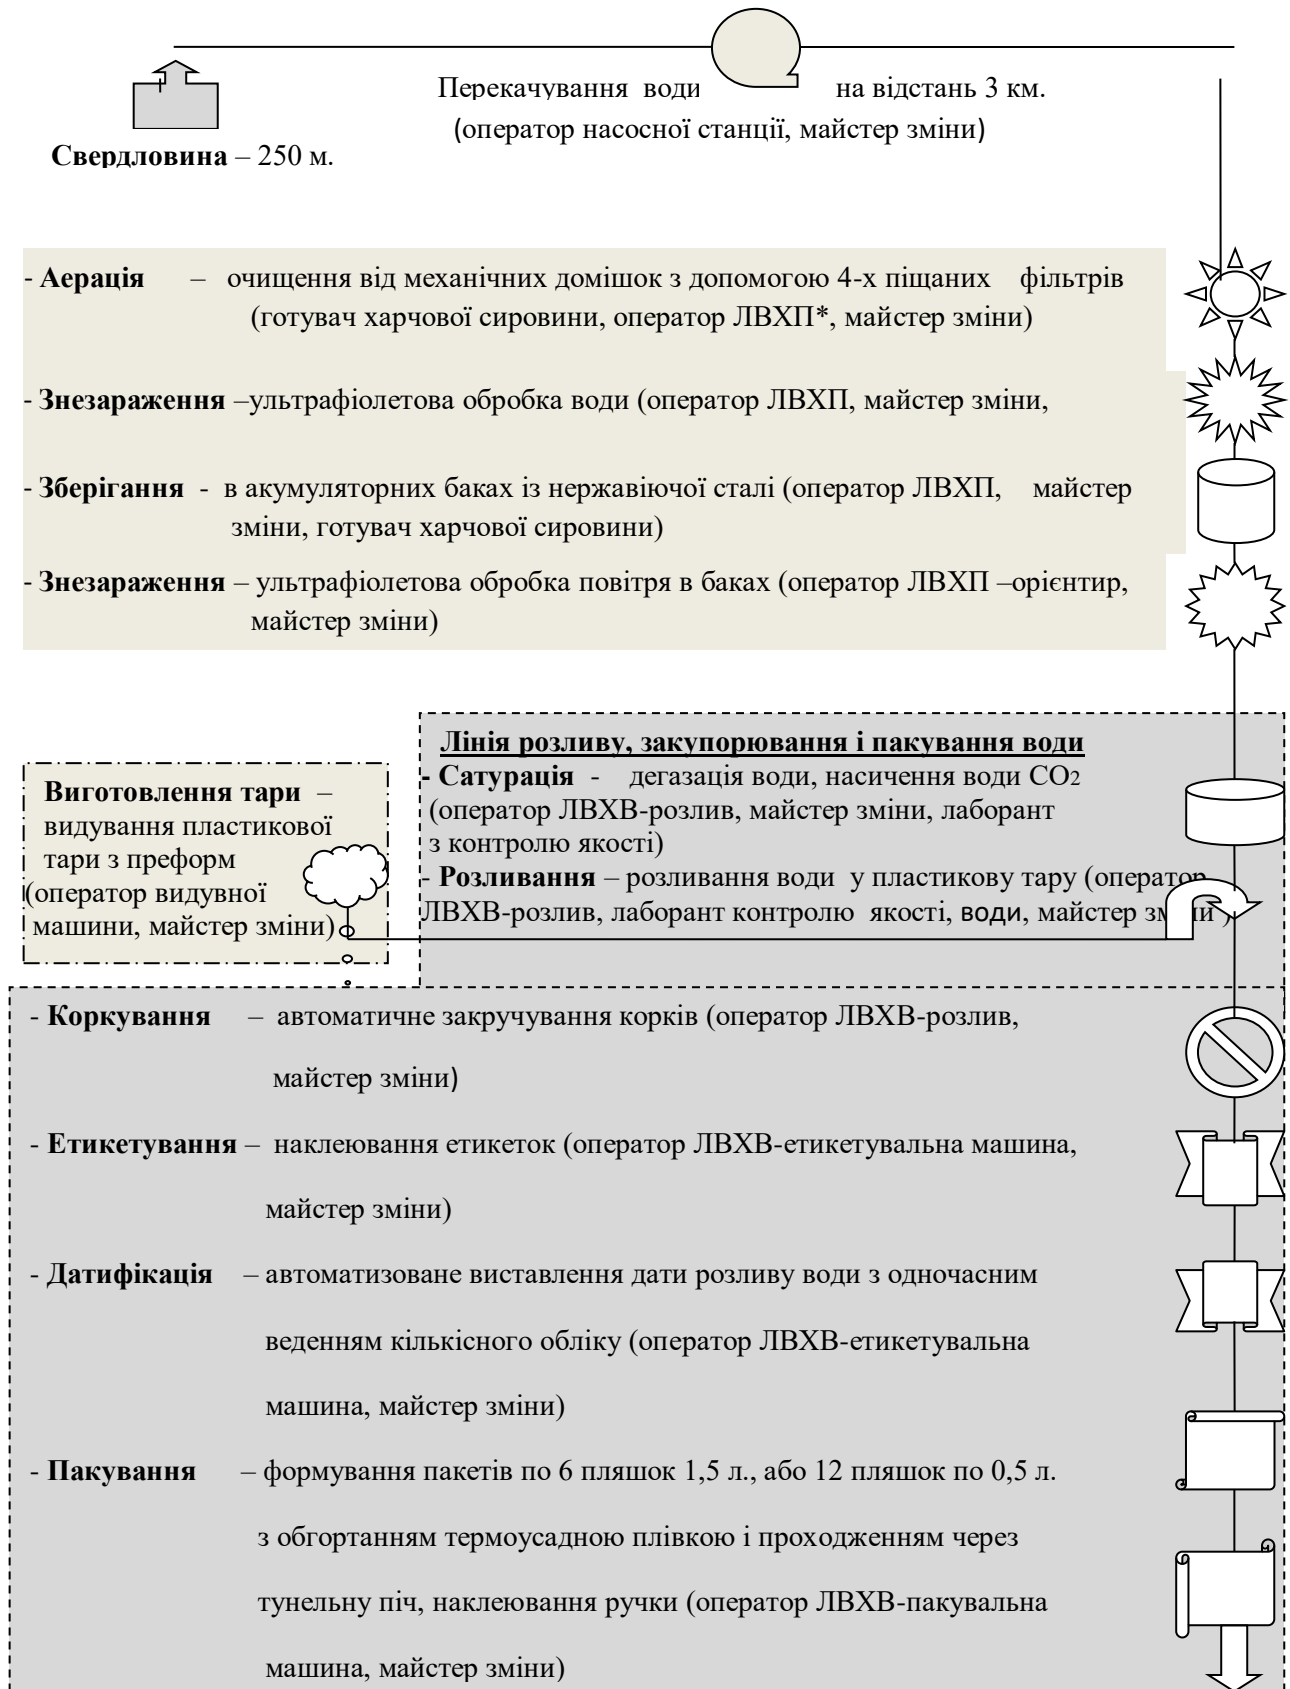 Перекачування води на відстань 3 км.
(оператор насосної станції, майстер зміни)
Свердловина – 250 м.
- Аерація – очищення від механічних домішок з допомогою 4-х піщаних фільтрів
(готувач харчової сировини, оператор ЛВХП*, майстер зміни)
- Знезараження –ультрафіолетова обробка води (оператор ЛВХП, майстер зміни,
- Зберігання - в акумуляторних баках із нержавіючої сталі (оператор ЛВХП, майстер
зміни, готувач харчової сировини)
- Знезараження – ультрафіолетова обробка повітря в баках (оператор ЛВХП –орієнтир,
майстер зміни)
Виготовлення тари –
видування пластикової
тари з преформ
(оператор видувної
машини, майстер зміни)
Лінія розливу, закупорювання і пакування води
- Сатурація - дегазація води, насичення води СО2
(оператор ЛВХВ-розлив, майстер зміни, лаборант
з контролю якості)
- Розливання – розливання води у пластикову тару (оператор
ЛВХВ-розлив, лаборант контролю якості, води, майстер зміни )
- Коркування – автоматичне закручування корків (оператор ЛВХВ-розлив,
майстер зміни)
- Етикетування – наклеювання етикеток (оператор ЛВХВ-етикетувальна машина,
майстер зміни)
- Датифікація – автоматизоване виставлення дати розливу води з одночасним
веденням кількісного обліку (оператор ЛВХВ-етикетувальна
машина, майстер зміни)
- Пакування – формування пакетів по 6 пляшок 1,5 л., або 12 пляшок по 0,5 л.
з обгортанням термоусадною плівкою і проходженням через
тунельну піч, наклеювання ручки (оператор ЛВХВ-пакувальна
машина, майстер зміни)